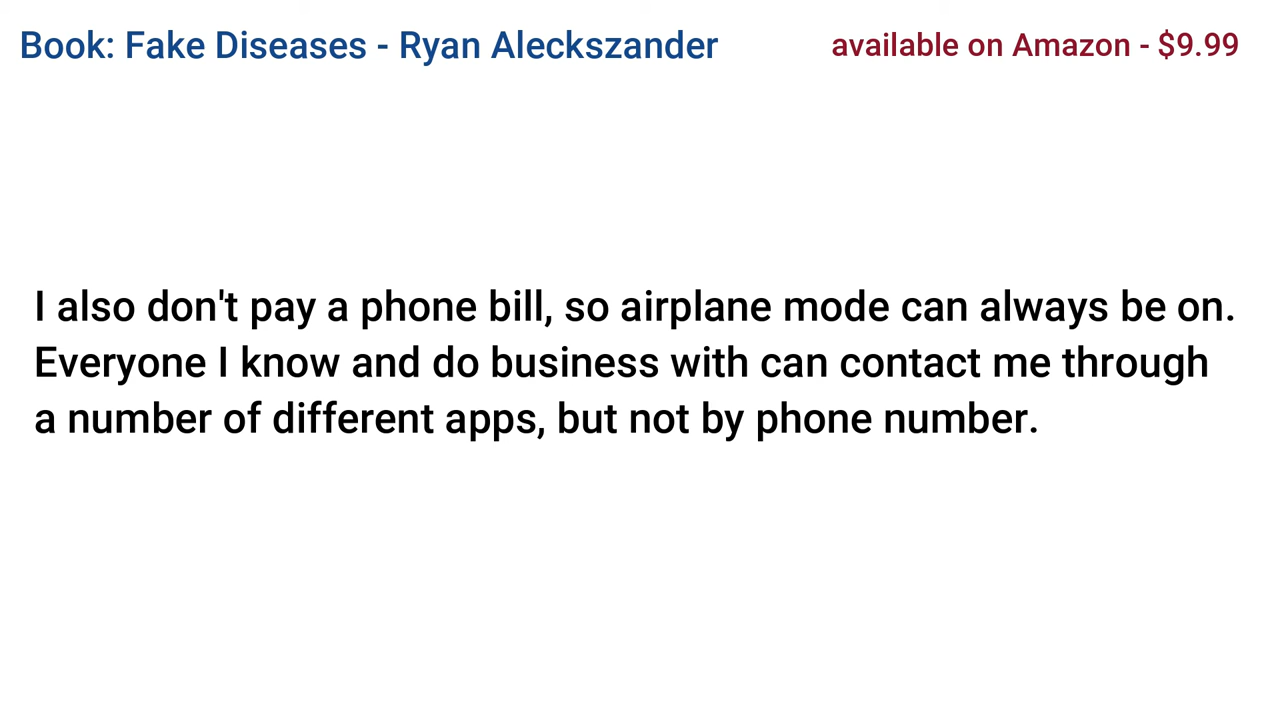 Book: Fake Diseases - Ryan Aleckszander
available on Amazon - $9.99
I also don't pay a phone bill, so airplane mode can always be on.
Everyone I know and do business with can contact me through
a number of different apps, but not by phone number.